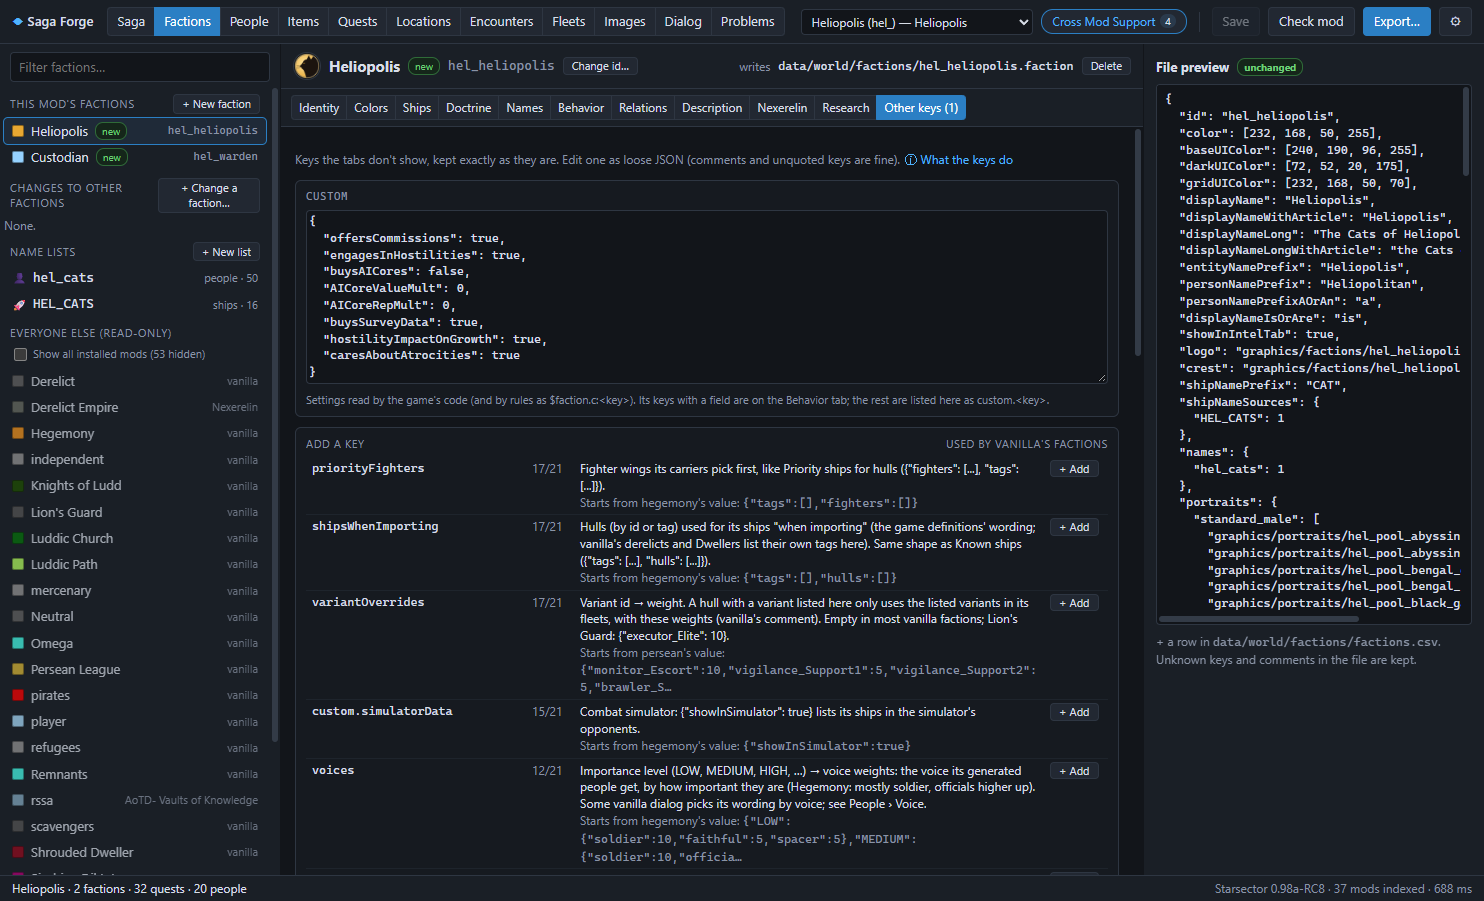 Saga Forge
Saga Factions People Items Quests Locations Encounters Fleets Images Dialog Problems
Heliopolis (hel_) — Heliopolis
Cross Mod Support 4
Save Check mod Export...
Filter factions...
THIS MOD'S FACTIONS + New faction
Heliopolis new hel_heliopolis
Custodian new hel_warden
CHANGES TO OTHER FACTIONS + Change a faction...
None.
NAME LISTS + New list
hel_cats people · 50
HEL_CATS ships · 16
EVERYONE ELSE (READ-ONLY)
Show all installed mods (53 hidden)
Derelict vanilla
Derelict Empire Nexerelin
Hegemony vanilla
independent vanilla
Knights of Ludd vanilla
Lion's Guard vanilla
Luddic Church vanilla
Luddic Path vanilla
mercenary vanilla
Neutral vanilla
Omega vanilla
Persean League vanilla
pirates vanilla
player vanilla
refugees vanilla
Remnants vanilla
rssa AoTD- Vaults of Knowledge
scavengers vanilla
Shrouded Dweller vanilla
Heliopolis new hel_heliopolis Change id...
writes data/world/factions/hel_heliopolis.faction Delete
Identity Colors Ships Doctrine Names Behavior Relations Description Nexerelin Research Other keys (1)
Keys the tabs don't show, kept exactly as they are. Edit one as loose JSON (comments and unquoted keys are fine). ⓘ What the keys do
CUSTOM
{
"offersCommissions": true,
"engagesInHostilities": true,
"buysAICores": false,
"AICoreValueMult": 0,
"AICoreRepMult": 0,
"buysSurveyData": true,
"hostilityImpactOnGrowth": true,
"caresAboutAtrocities": true
}
Settings read by the game's code (and by rules as $faction.c:<key>). Its keys with a field are on the Behavior tab; the rest are listed here as custom.<key>.
ADD A KEY USED BY VANILLA'S FACTIONS
priorityFighters 17/21 Fighter wings its carriers pick first, like Priority ships for hulls ({"fighters": [...], "tags": + Add
[...]}).
Starts from hegemony's value: {"tags":[],"fighters":[]}
shipsWhenImporting 17/21 Hulls (by id or tag) used for its ships "when importing" (the game definitions' wording; + Add
vanilla's derelicts and Dwellers list their own tags here). Same shape as Known ships
({"tags": [...], "hulls": [...]}).
Starts from hegemony's value: {"tags":[],"hulls":[]}
variantOverrides 17/21 Variant id → weight. A hull with a variant listed here only uses the listed variants in its + Add
fleets, with these weights (vanilla's comment). Empty in most vanilla factions; Lion's
Guard: {"executor_Elite": 10}.
Starts from persean's value:
{"monitor_Escort":10,"vigilance_Support1":5,"vigilance_Support2":
5,"brawler_S…
custom.simulatorData 15/21 Combat simulator: {"showInSimulator": true} lists its ships in the simulator's + Add
opponents.
Starts from hegemony's value: {"showInSimulator":true}
voices 12/21 Importance level (LOW, MEDIUM, HIGH, ...) → voice weights: the voice its generated + Add
people get, by how important they are (Hegemony: mostly soldier, officials higher up).
Some vanilla dialog picks its wording by voice; see People › Voice.
Starts from hegemony's value: {"LOW":
{"soldier":10,"faithful":5,"spacer":5},"MEDIUM":
{"soldier":10,"officia…
File preview unchanged
{
"id": "hel_heliopolis",
"color": [232, 168, 50, 255],
"baseUIColor": [240, 190, 96, 255],
"darkUIColor": [72, 52, 20, 175],
"gridUIColor": [232, 168, 50, 70],
"displayName": "Heliopolis",
"displayNameWithArticle": "Heliopolis",
"displayNameLong": "The Cats of Heliopol
"displayNameLongWithArticle": "the Cats
"entityNamePrefix": "Heliopolis",
"personNamePrefix": "Heliopolitan",
"personNamePrefixAOrAn": "a",
"displayNameIsOrAre": "is",
"showInIntelTab": true,
"logo": "graphics/factions/hel_heliopoli
"crest": "graphics/factions/hel_heliopol
"shipNamePrefix": "CAT",
"shipNameSources": {
"HEL_CATS": 1
},
"names": {
"hel_cats": 1
},
"portraits": {
"standard_male": [
"graphics/portraits/hel_pool_abyssin
"graphics/portraits/hel_pool_abyssin
"graphics/portraits/hel_pool_bengal_
"graphics/portraits/hel_pool_bengal_
"graphics/portraits/hel_pool_black_g
+ a row in data/world/factions/factions.csv.
Unknown keys and comments in the file are kept.
Heliopolis · 2 factions · 32 quests · 20 people
Starsector 0.98a-RC8 · 37 mods indexed · 688 ms